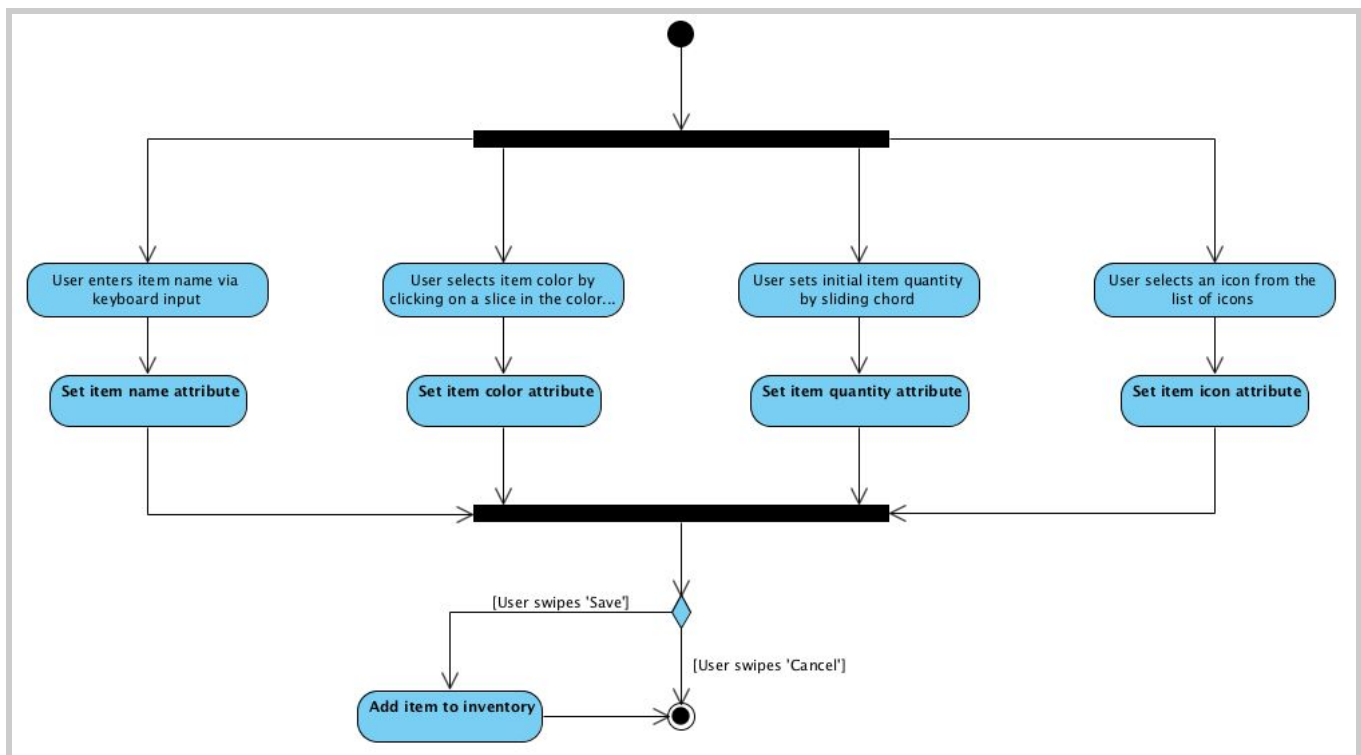 User enters item name via
keyboard input
User selects item color by
clicking on a slice in the color...
User sets initial item quantity
by sliding chord
User selects an icon from the
list of icons
Set item name attribute
Set item color attribute
Set item quantity attribute
Set item icon attribute
[User swipes 'Save']
[User swipes 'Cancel']
Add item to inventory